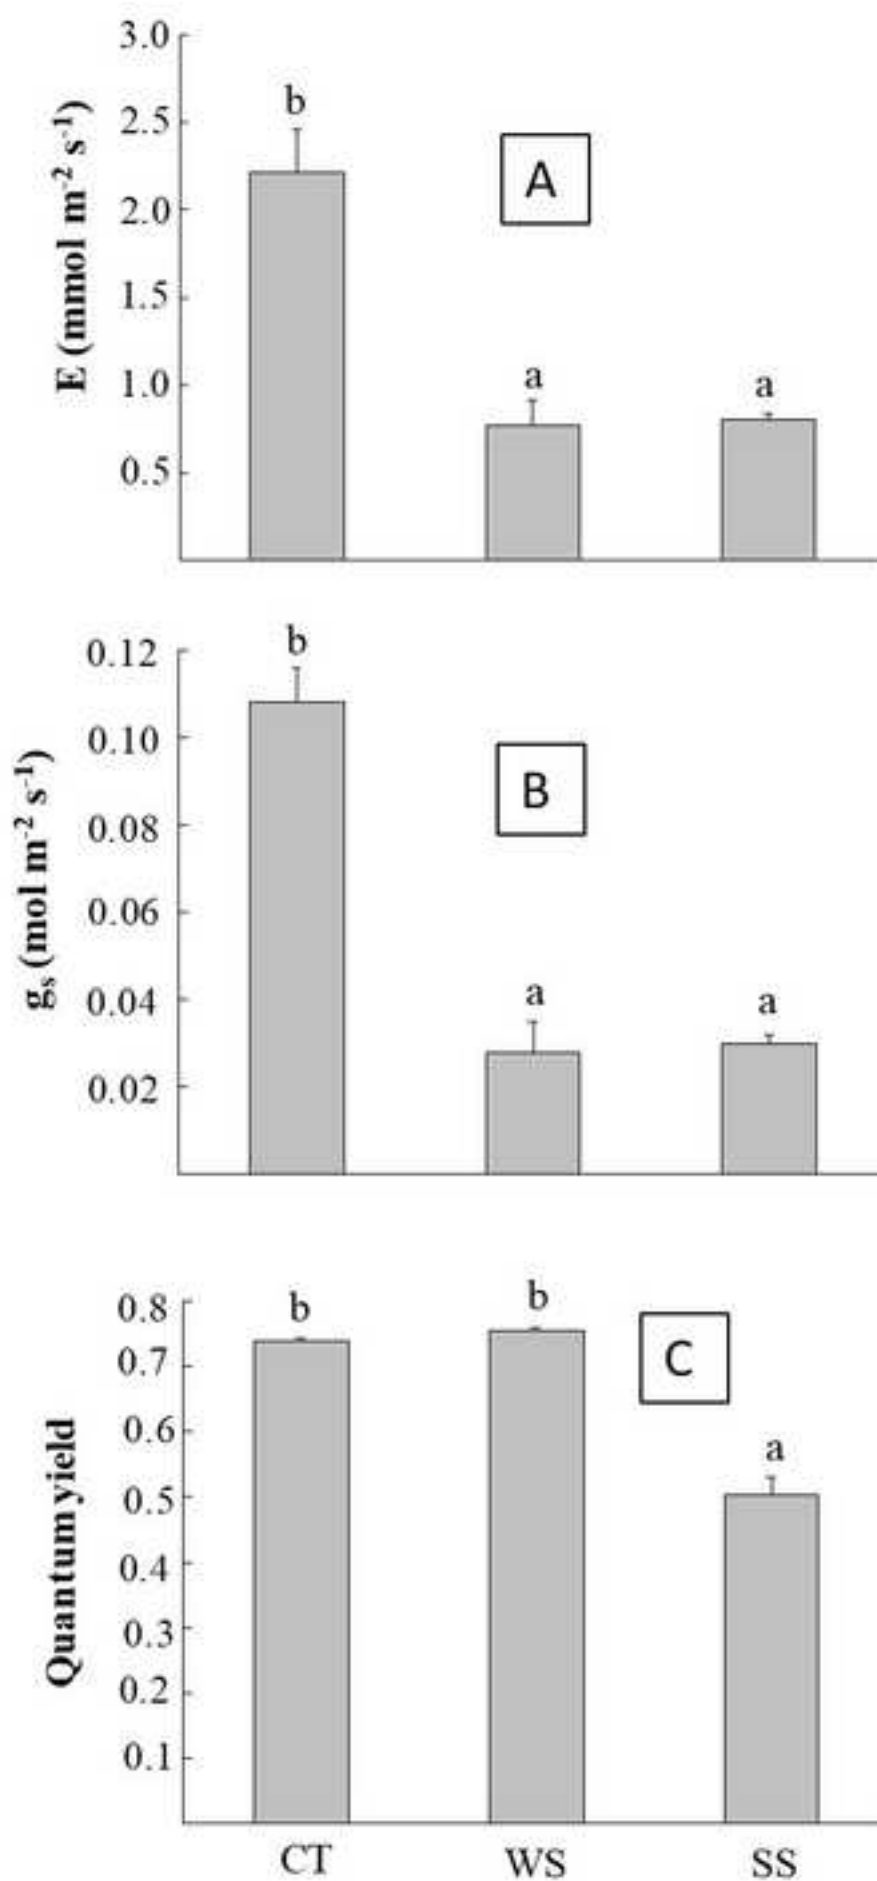 3.0
b
2.5
A
2.0
E (mmol m⁻² s⁻¹)
1.5
a
a
1.0
0.5
b
0.12
0.10
B
0.08
gₛ (mol m⁻² s⁻¹)
0.06
a
a
0.04
0.02
b
b
0.8
C
0.7
0.6
a
Quantum yield
0.5
0.4
0.3
0.2
0.1
CT WS SS